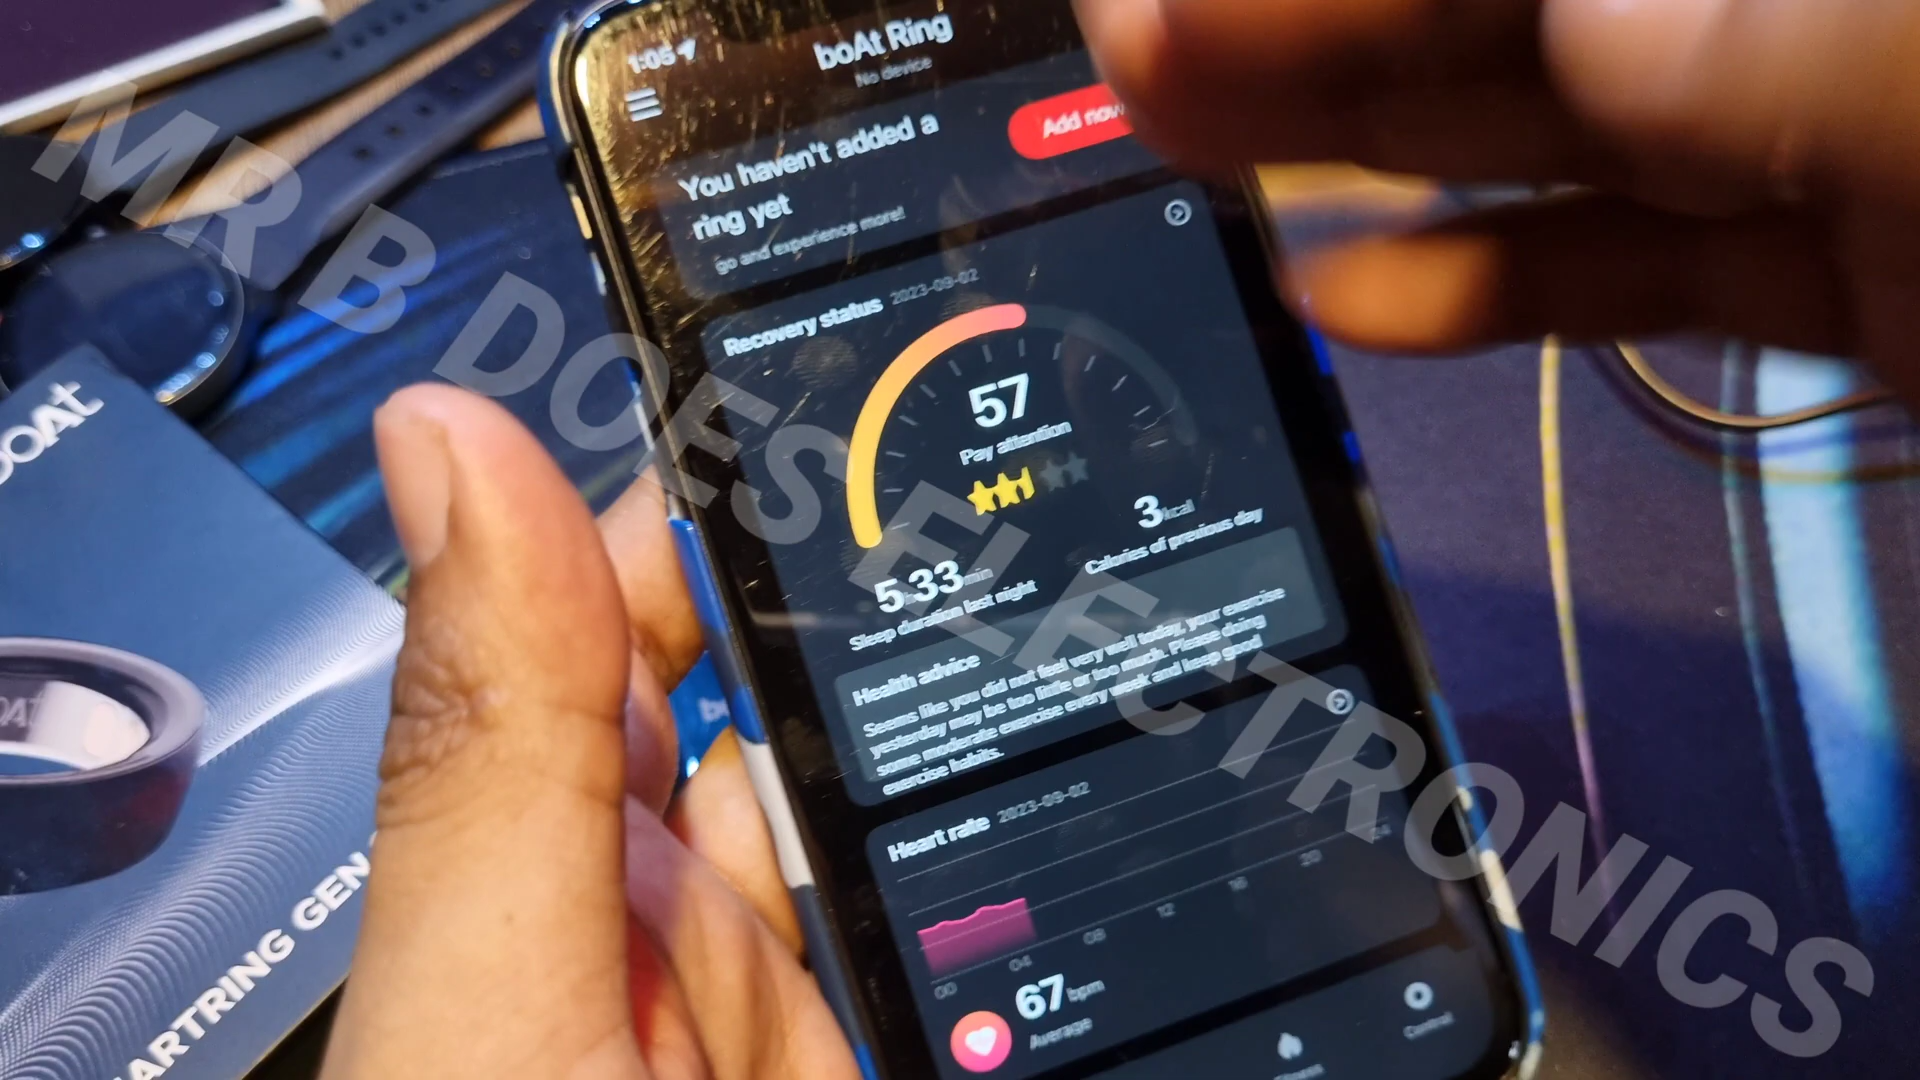 1:05
boAt Ring
No device
You haven't added a
ring yet
Add now
go and experience more!
Recovery status 2023-09-02
57
Pay attention
3kcal
Calories of previous day
5h33min
Sleep duration last night
Health advice
Seems like you did not feel very well today, your exercise
yesterday may be too little or too much. Please doing
some moderate exercise every week and keep good
exercise habits.
Heart rate 2023-09-02
00 04 08 12 16 20 24
67bpm
Average
Control
boAt
SMARTRING GEN
MR B DOES ELECTRONICS